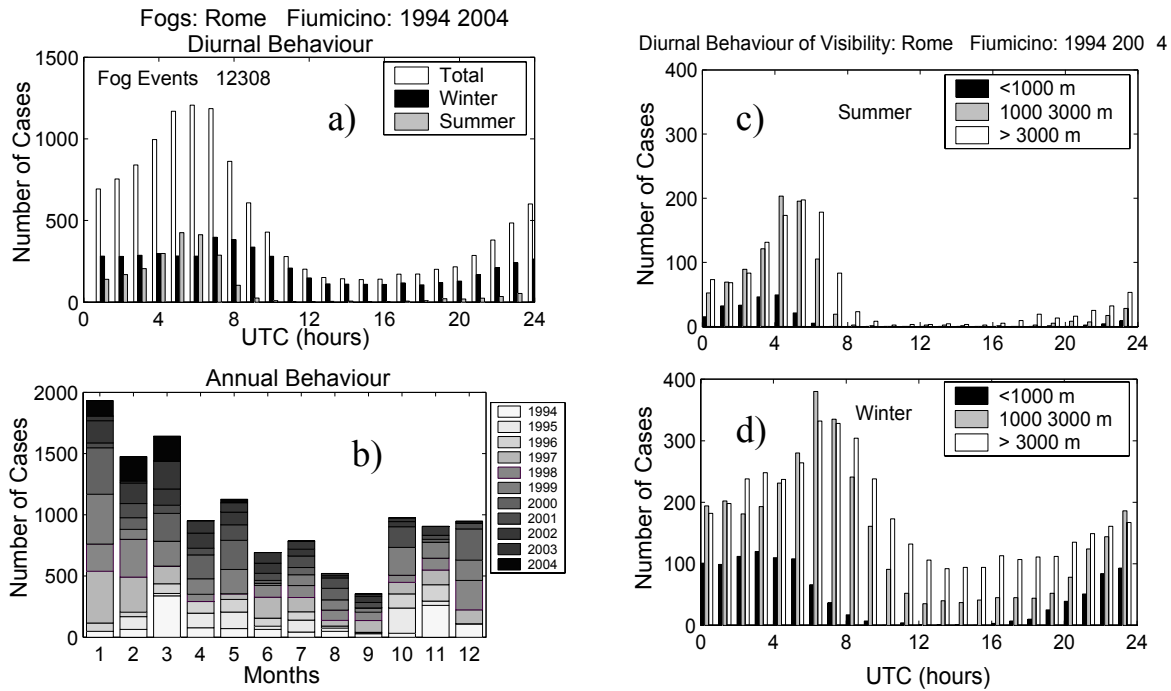 Fogs: Rome Fiumicino: 1994 2004
Diurnal Behaviour
Fog Events 12308
a)
Total
Winter
Summer
Number of Cases
1500
1000
500
0
0 4 8 12 16 20 24
UTC (hours)
Annual Behaviour
b)
Number of Cases
2000
1500
1000
500
0
1 2 3 4 5 6 7 8 9 10 11 12
Months
1994
1995
1996
1997
1998
1999
2000
2001
2002
2003
2004
Diurnal Behaviour of Visibility: Rome Fiumicino: 1994 200 4
c)
Summer
<1000 m
1000 3000 m
> 3000 m
Number of Cases
400
300
200
100
0
0 4 8 12 16 20 24
d)
Winter
<1000 m
1000 3000 m
> 3000 m
Number of Cases
400
300
200
100
0
0 4 8 12 16 20 24
UTC (hours)